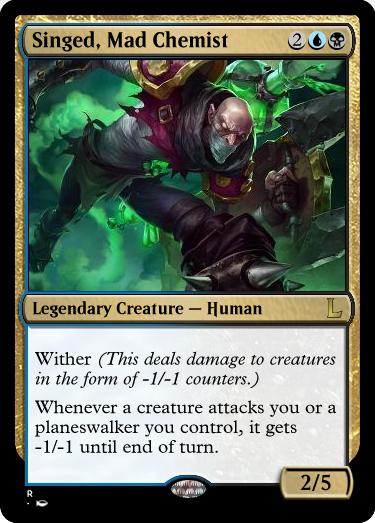 Singed, Mad Chemist 2
Legendary Creature — Human L
Wither (This deals damage to creatures
in the form of -1/-1 counters.)
Whenever a creature attacks you or a
planeswalker you control, it gets
-1/-1 until end of turn.
2/5
R